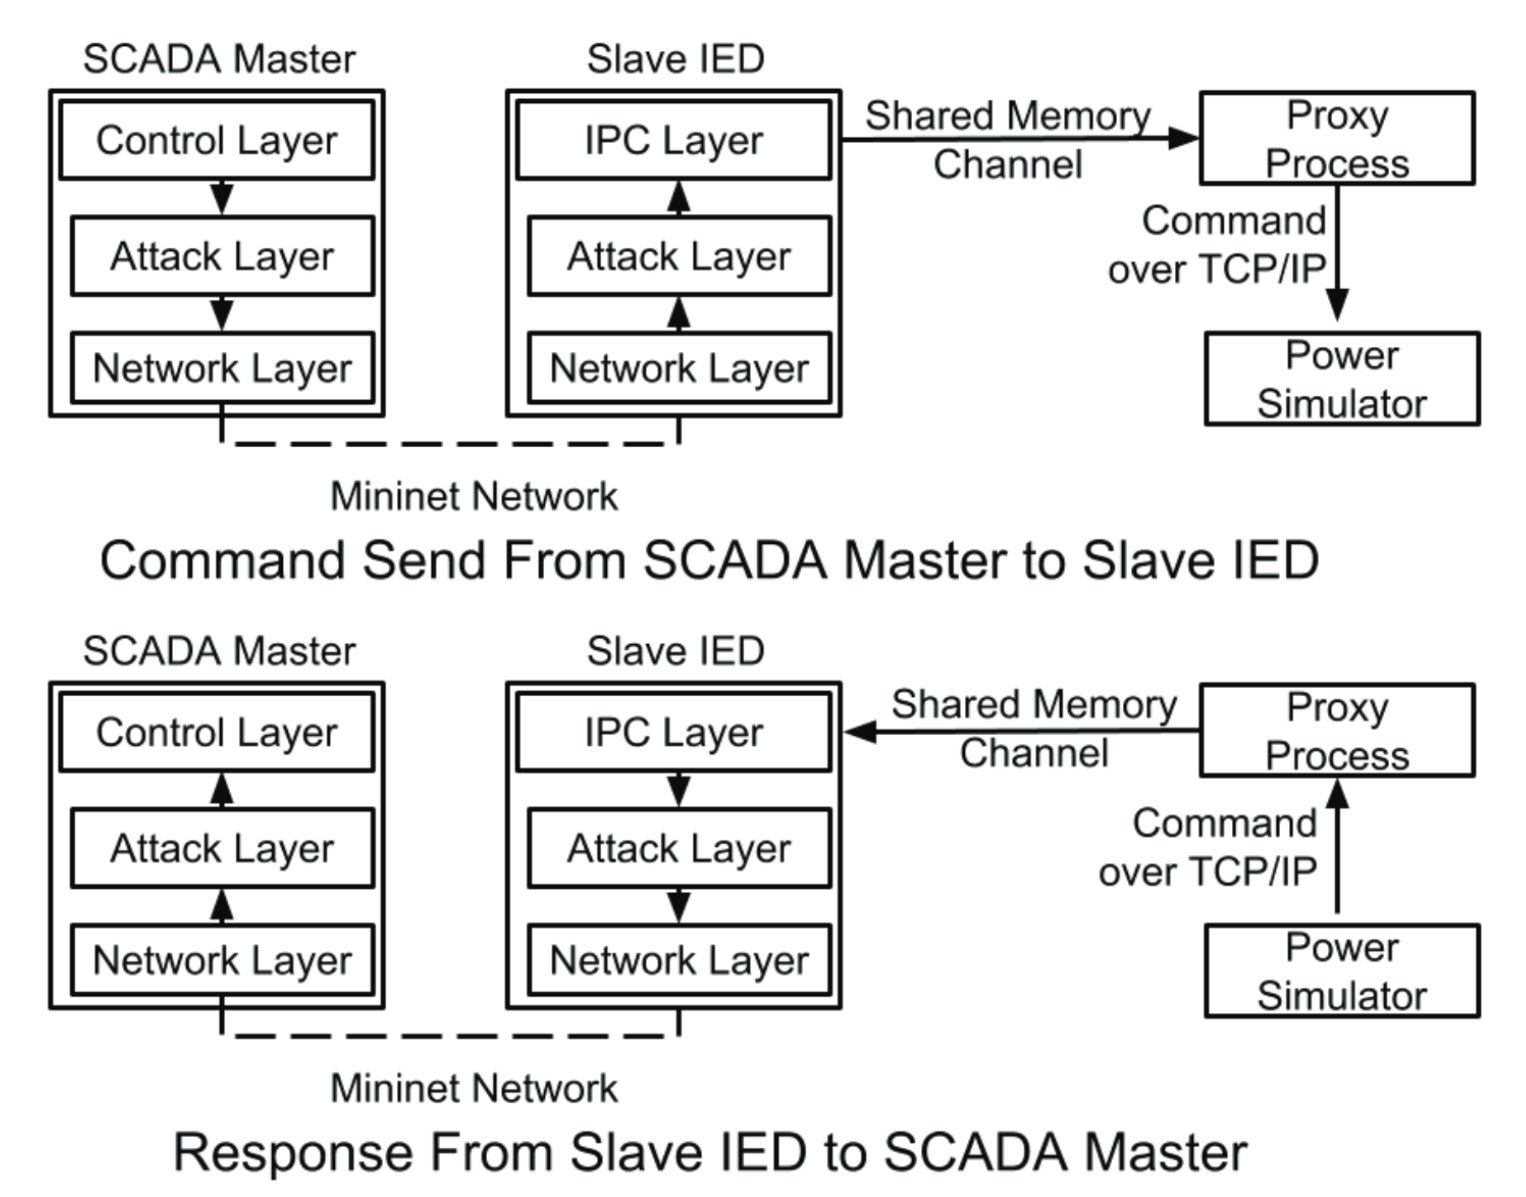 SCADA Master
Slave IED
Control Layer
Attack Layer
Network Layer
IPC Layer
Attack Layer
Network Layer
Shared Memory
Channel
Proxy
Process
Command
over TCP/IP
Power
Simulator
Mininet Network
Command Send From SCADA Master to Slave IED
SCADA Master
Slave IED
Control Layer
Attack Layer
Network Layer
IPC Layer
Attack Layer
Network Layer
Shared Memory
Channel
Proxy
Process
Command
over TCP/IP
Power
Simulator
Mininet Network
Response From Slave IED to SCADA Master